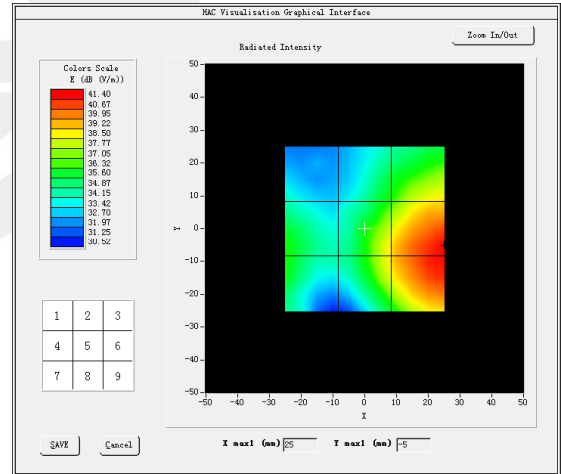 HAC Visualisation Graphical Interface
Zoom In/Out
Radiated Intensity
Colors Scale
E (dB (V/m))
41.40
40.67
39.95
39.22
38.50
37.77
37.05
36.32
35.60
34.87
34.15
33.42
32.70
31.97
31.25
30.52
50
40
30
20
10
0
-10
-20
-30
-40
-50
Y
-50 -40 -30 -20 -10 0 10 20 30 40 50
X
1 2 3
4 5 6
7 8 9
SAVE Cancel
X max1 (mm) 25 Y max1 (mm) -5